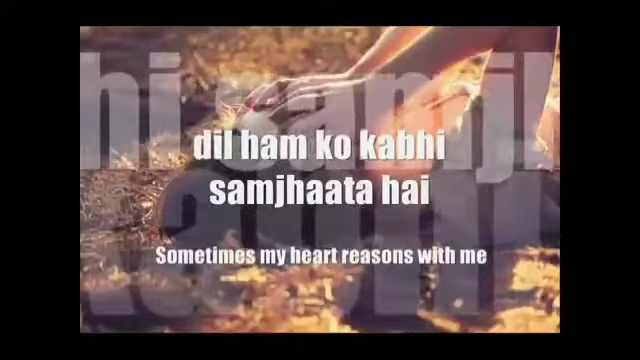 dil ham ko kabhi
samjhaata hai
Sometimes my heart reasons with me